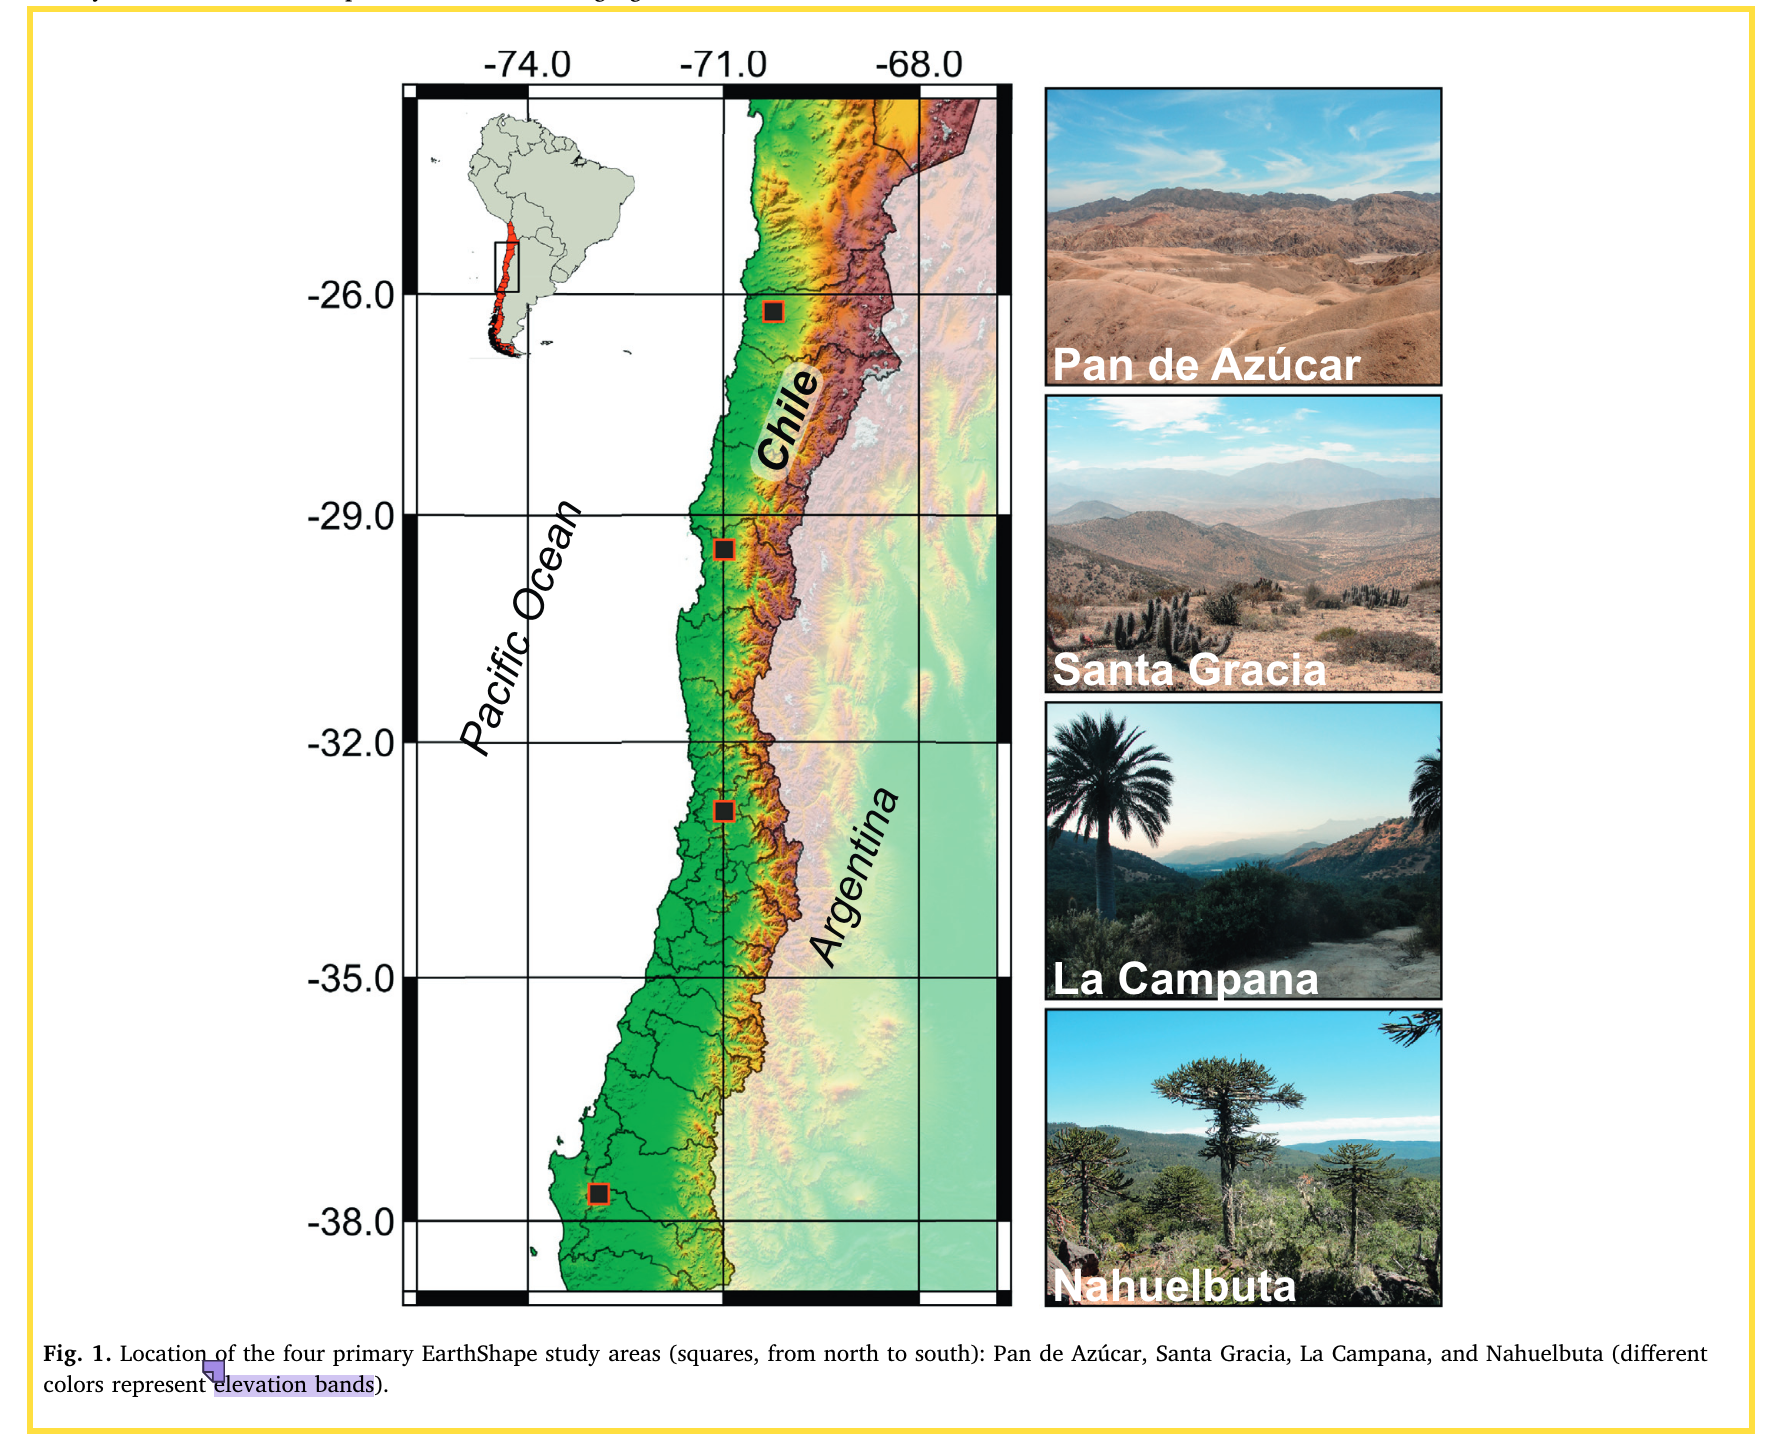 -74.0 -71.0 -68.0
-26.0
-29.0
-32.0
-35.0
-38.0
Chile
Pacific Ocean
Argentina
Pan de Azúcar
Santa Gracia
La Campana
Nahuelbuta
Fig. 1. Location of the four primary EarthShape study areas (squares, from north to south): Pan de Azúcar, Santa Gracia, La Campana, and Nahuelbuta (different
colors represent elevation bands).